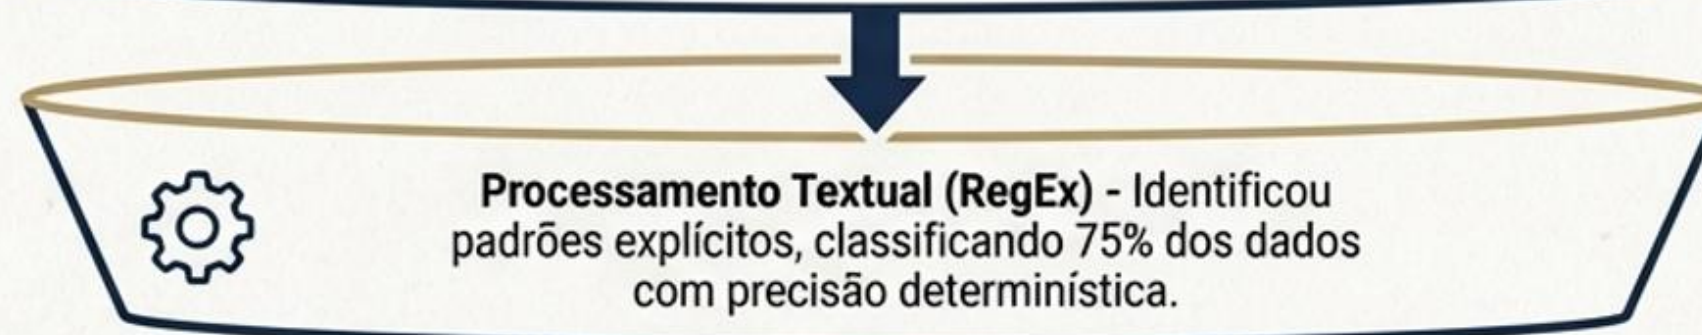 Processamento Textual (RegEx) - Identificou
padrões explícitos, classificando 75% dos dados
com precisão determinística.